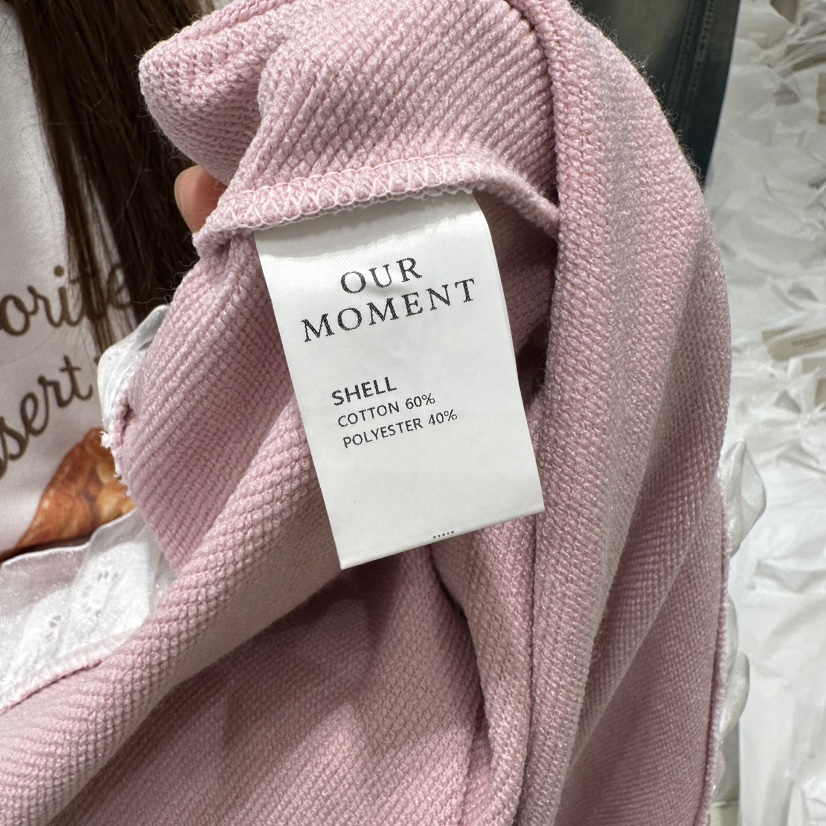 OUR
MOMENT
SHELL
COTTON 60%
POLYESTER 40%